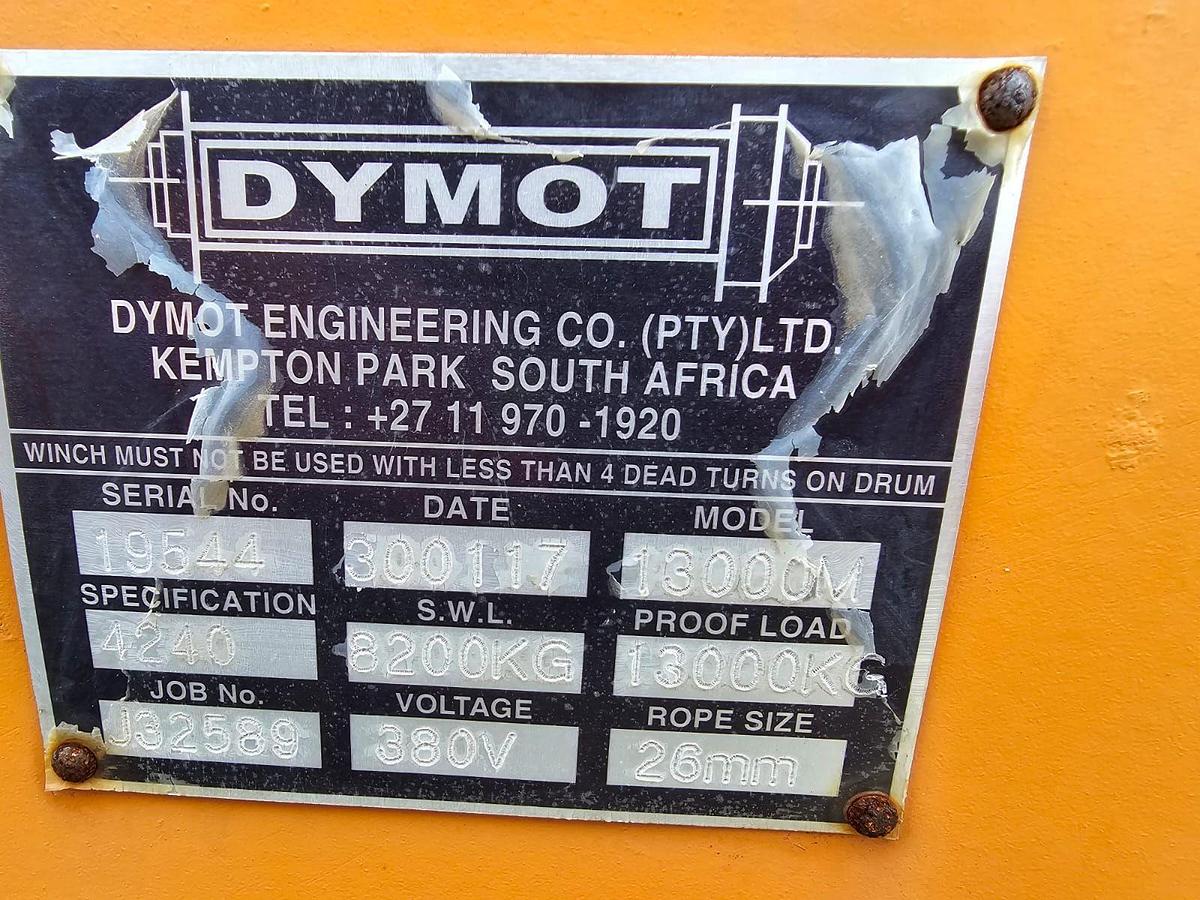 DYMOT
DYMOT ENGINEERING CO. (PTY)LTD.
KEMPTON PARK SOUTH AFRICA
TEL : +27 11 970 -1920
WINCH MUST NOT BE USED WITH LESS THAN 4 DEAD TURNS ON DRUM
SERIAL No. DATE MODEL
19544 300117 13000M
SPECIFICATION S.W.L. PROOF LOAD
4240 8200KG 13000KG
JOB No. VOLTAGE ROPE SIZE
J32589 380V 26mm